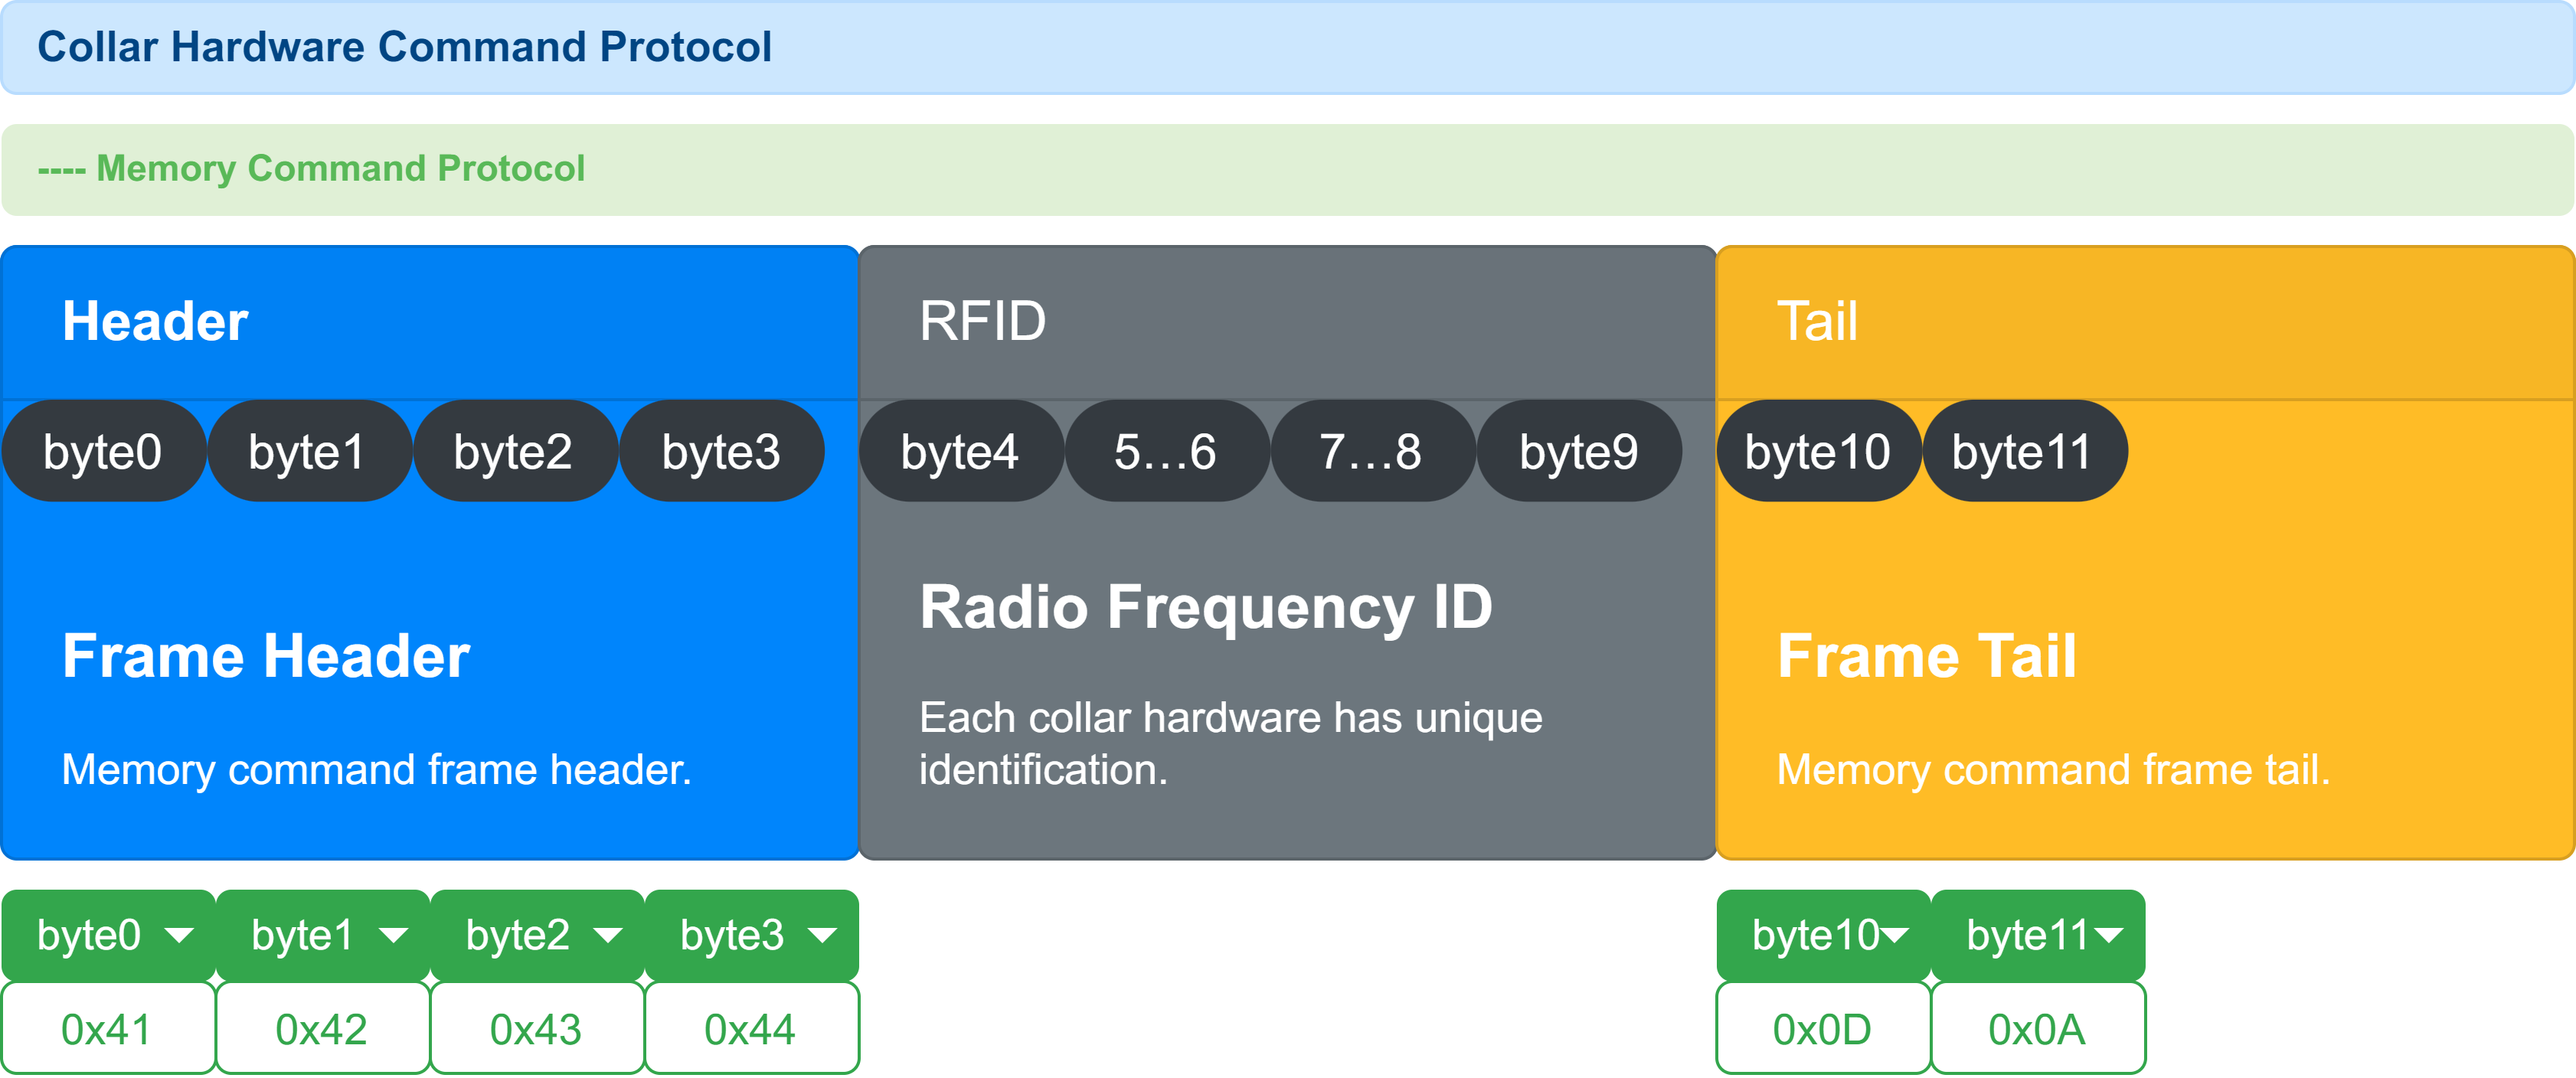 Collar Hardware Command Protocol
---- Memory Command Protocol
Header
byte0 byte1 byte2 byte3
Frame Header
Memory command frame header.
RFID
byte4 5...6 7...8 byte9
Radio Frequency ID
Each collar hardware has unique
identification.
Tail
byte10 byte11
Frame Tail
Memory command frame tail.
byte0 byte1 byte2 byte3 byte10 byte11
0x41 0x42 0x43 0x44 0x0D 0x0A